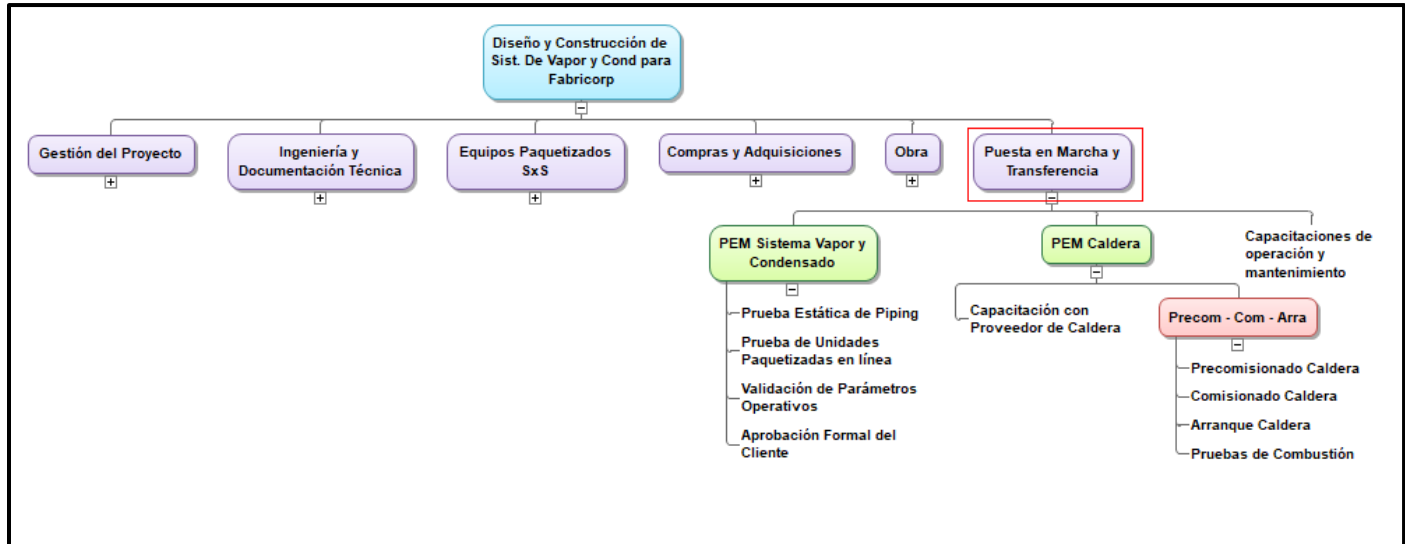 Diseño y Construcción de
Sist. De Vapor y Cond para
Fabricorp
Gestión del Proyecto
Ingeniería y
Documentación Técnica
Equipos Paquetizados
SxS
Compras y Adquisiciones
Obra
Puesta en Marcha y
Transferencia
PEM Sistema Vapor y
Condensado
PEM Caldera
Capacitaciones de
operación y
mantenimiento
Prueba Estática de Piping
Prueba de Unidades
Paquetizadas en línea
Validación de Parámetros
Operativos
Aprobación Formal del
Cliente
Capacitación con
Proveedor de Caldera
Precom - Com - Arra
Precomisionado Caldera
Comisionado Caldera
Arranque Caldera
Pruebas de Combustión